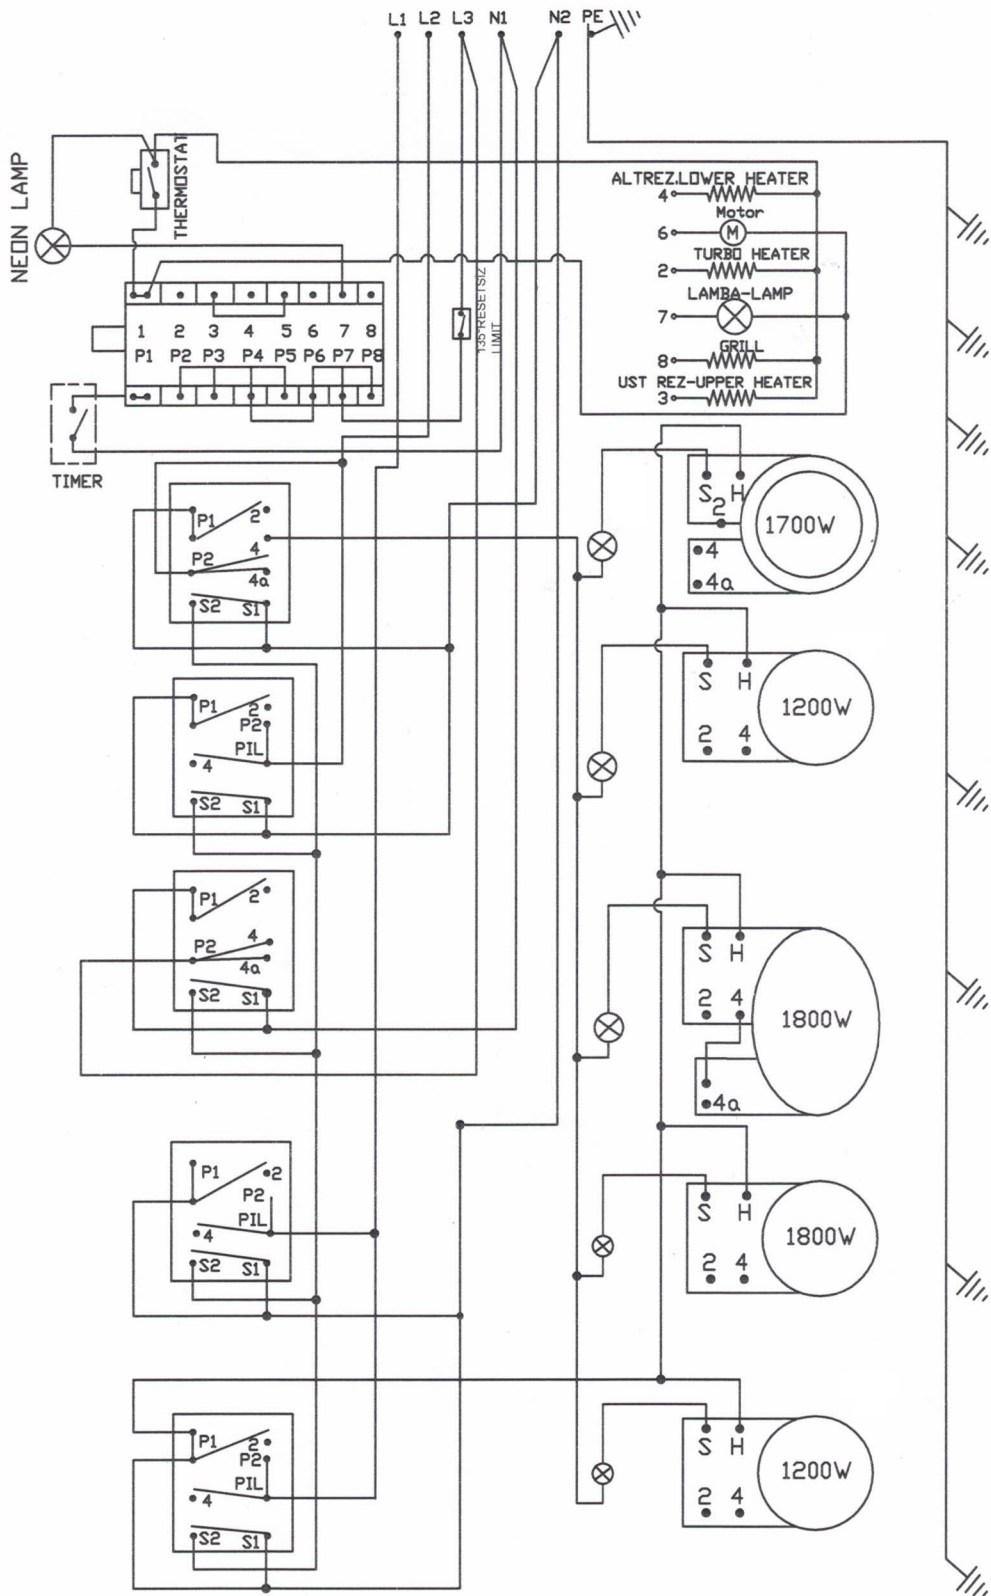 L1 L2 L3 N1 N2 PE
NEON LAMP
THERMOSTAT
ALTREZ.LOWER HEATER
4
Motor
6 M
TURBO HEATER
2
LAMBA-LAMP
7
GRILL
8
UST REZ-UPPER HEATER
3
135° RESETSIZ
LIMIT
1 2 3 4 5 6 7 8
P1 P2 P3 P4 P5 P6 P7 P8
TIMER
P1 2
P2 4
4a
S2 S1
S H
2
4
4a
1700W
P1 2
P2
PIL
4
S2 S1
S H
2 4
1200W
P1 2
P2 4
4a
S2 S1
S H
2 4
4a
1800W
P1 2
P2
PIL
4
S2 S1
S H
2 4
1800W
P1 2
P2
PIL
4
S2 S1
S H
2 4
1200W